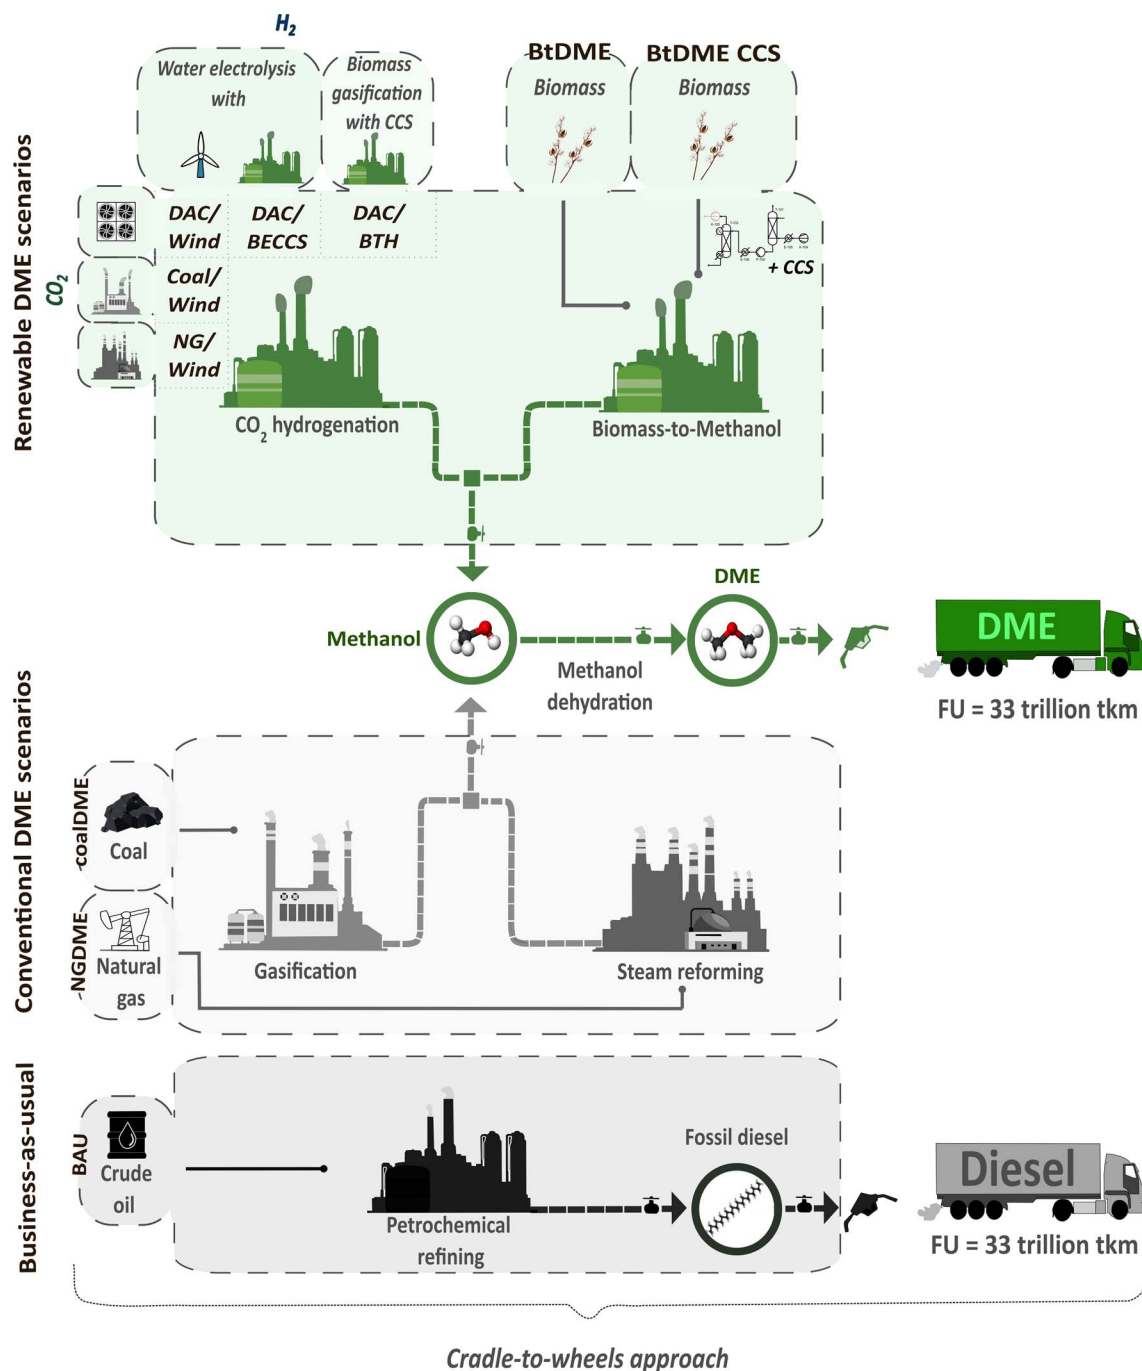 H2
Water electrolysis
with
Biomass
gasification
with CCS
BtDME
Biomass
BtDME CCS
Biomass
Renewable DME scenarios
CO2
DAC/
Wind
DAC/
BECCS
DAC/
BTH
Coal/
Wind
NG/
Wind
+ CCS
CO2 hydrogenation
Biomass-to-Methanol
Methanol
DME
Methanol
dehydration
DME
FU = 33 trillion tkm
Conventional DME scenarios
coalDME
Coal
NGDME
Natural
gas
Gasification
Steam reforming
Business-as-usual
BAU
Crude
oil
Petrochemical
refining
Fossil diesel
Diesel
FU = 33 trillion tkm
Cradle-to-wheels approach